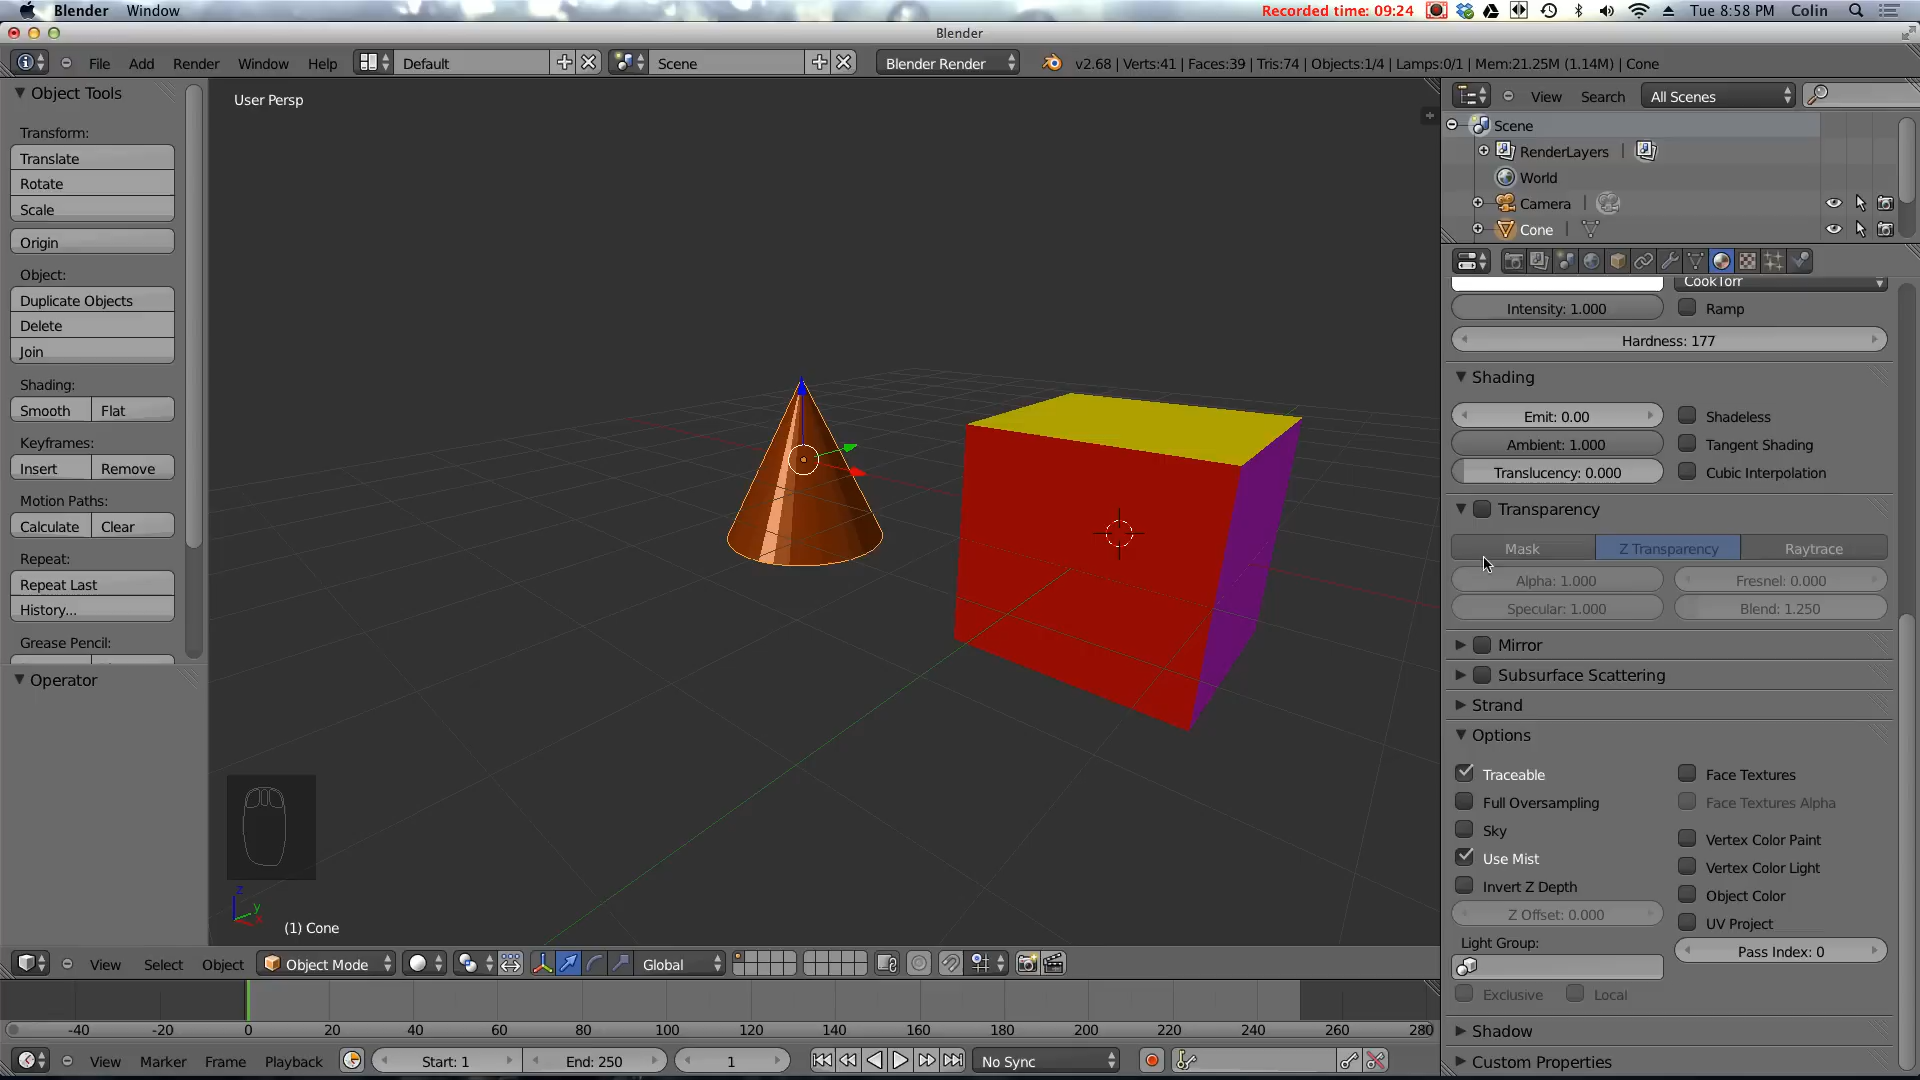 Blender Window Recorded time: 09:24 Tue 8:58 PM Colin
Blender
File Add Render Window Help Default Scene Blender Render v2.68 | Verts:41 | Faces:39 | Tris:74 | Objects:1/4 | Lamps:0/1 | Mem:21.25M (1.14M) | Cone
Object Tools
Transform:
Translate
Rotate
Scale
Origin
Object:
Duplicate Objects
Delete
Join
Shading:
Smooth Flat
Keyframes:
Insert Remove
Motion Paths:
Calculate Clear
Repeat:
Repeat Last
History...
Grease Pencil:
Operator
User Persp
z
y
x
(1) Cone
View Search All Scenes
Scene
RenderLayers |
World
Camera |
Cone |
CookTorr
Intensity: 1.000 Ramp
Hardness: 177
Shading
Emit: 0.00 Shadeless
Ambient: 1.000 Tangent Shading
Translucency: 0.000 Cubic Interpolation
Transparency
Mask Z Transparency Raytrace
Alpha: 1.000 Fresnel: 0.000
Specular: 1.000 Blend: 1.250
Mirror
Subsurface Scattering
Strand
Options
Traceable Face Textures
Full Oversampling Face Textures Alpha
Sky Vertex Color Paint
Use Mist Vertex Color Light
Invert Z Depth Object Color
Z Offset: 0.000 UV Project
Light Group: Pass Index: 0
Exclusive Local
Shadow
Custom Properties
View Select Object Object Mode Global
-40 -20 0 20 40 60 80 100 120 140 160 180 200 220 240 260 280
View Marker Frame Playback Start: 1 End: 250 1 No Sync